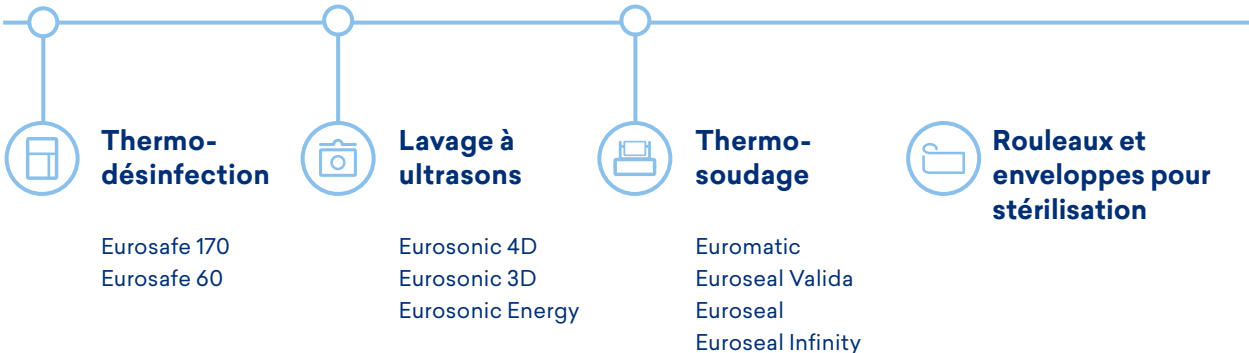 Thermo-
désinfection
Eurosafe 170
Eurosafe 60
Lavage à
ultrasons
Eurosonic 4D
Eurosonic 3D
Eurosonic Energy
Thermo-
soudage
Euromatic
Euroseal Valida
Euroseal
Euroseal Infinity
Rouleaux et
enveloppes pour
stérilisation